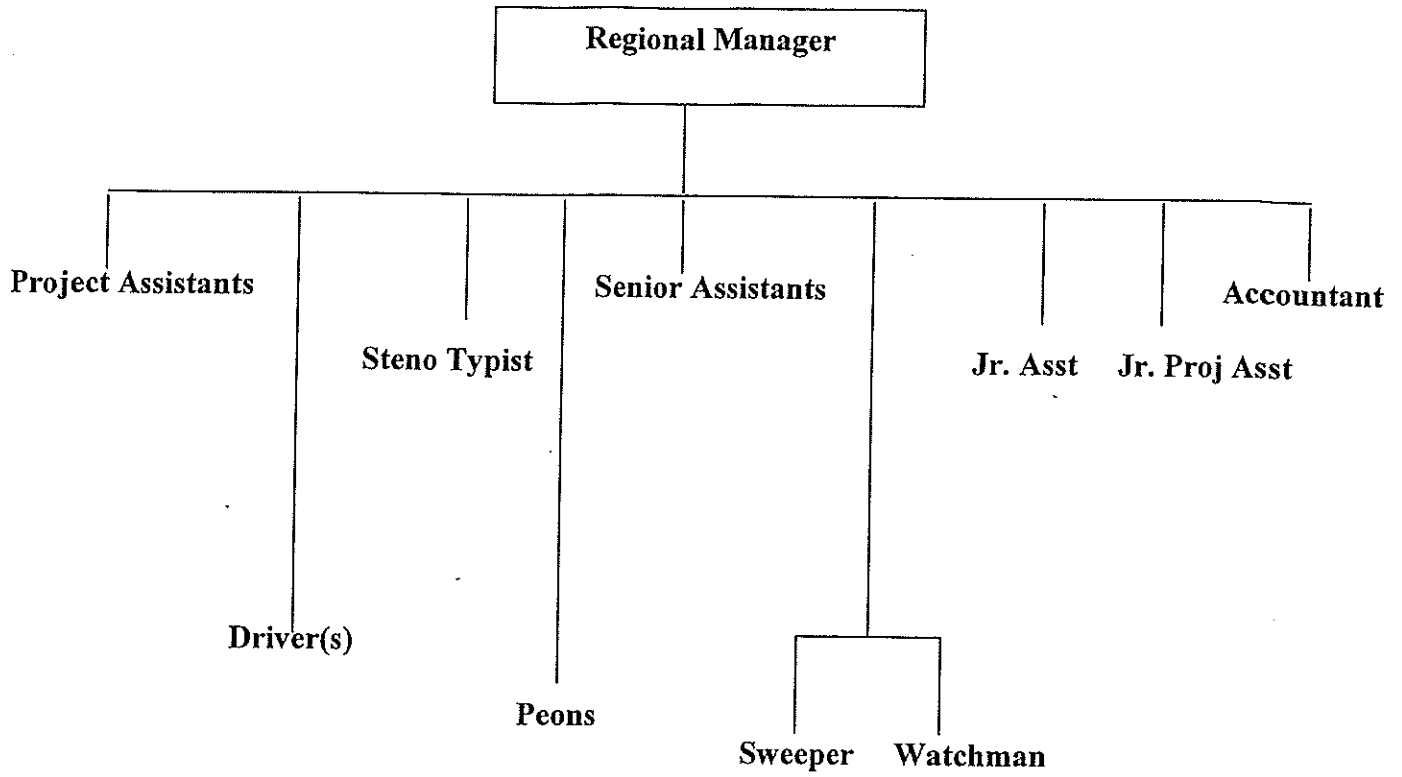 Regional Manager
Project Assistants
Senior Assistants
Accountant
Steno Typist
Jr. Asst
Jr. Proj Asst
Driver(s)
Peons
Sweeper
Watchman